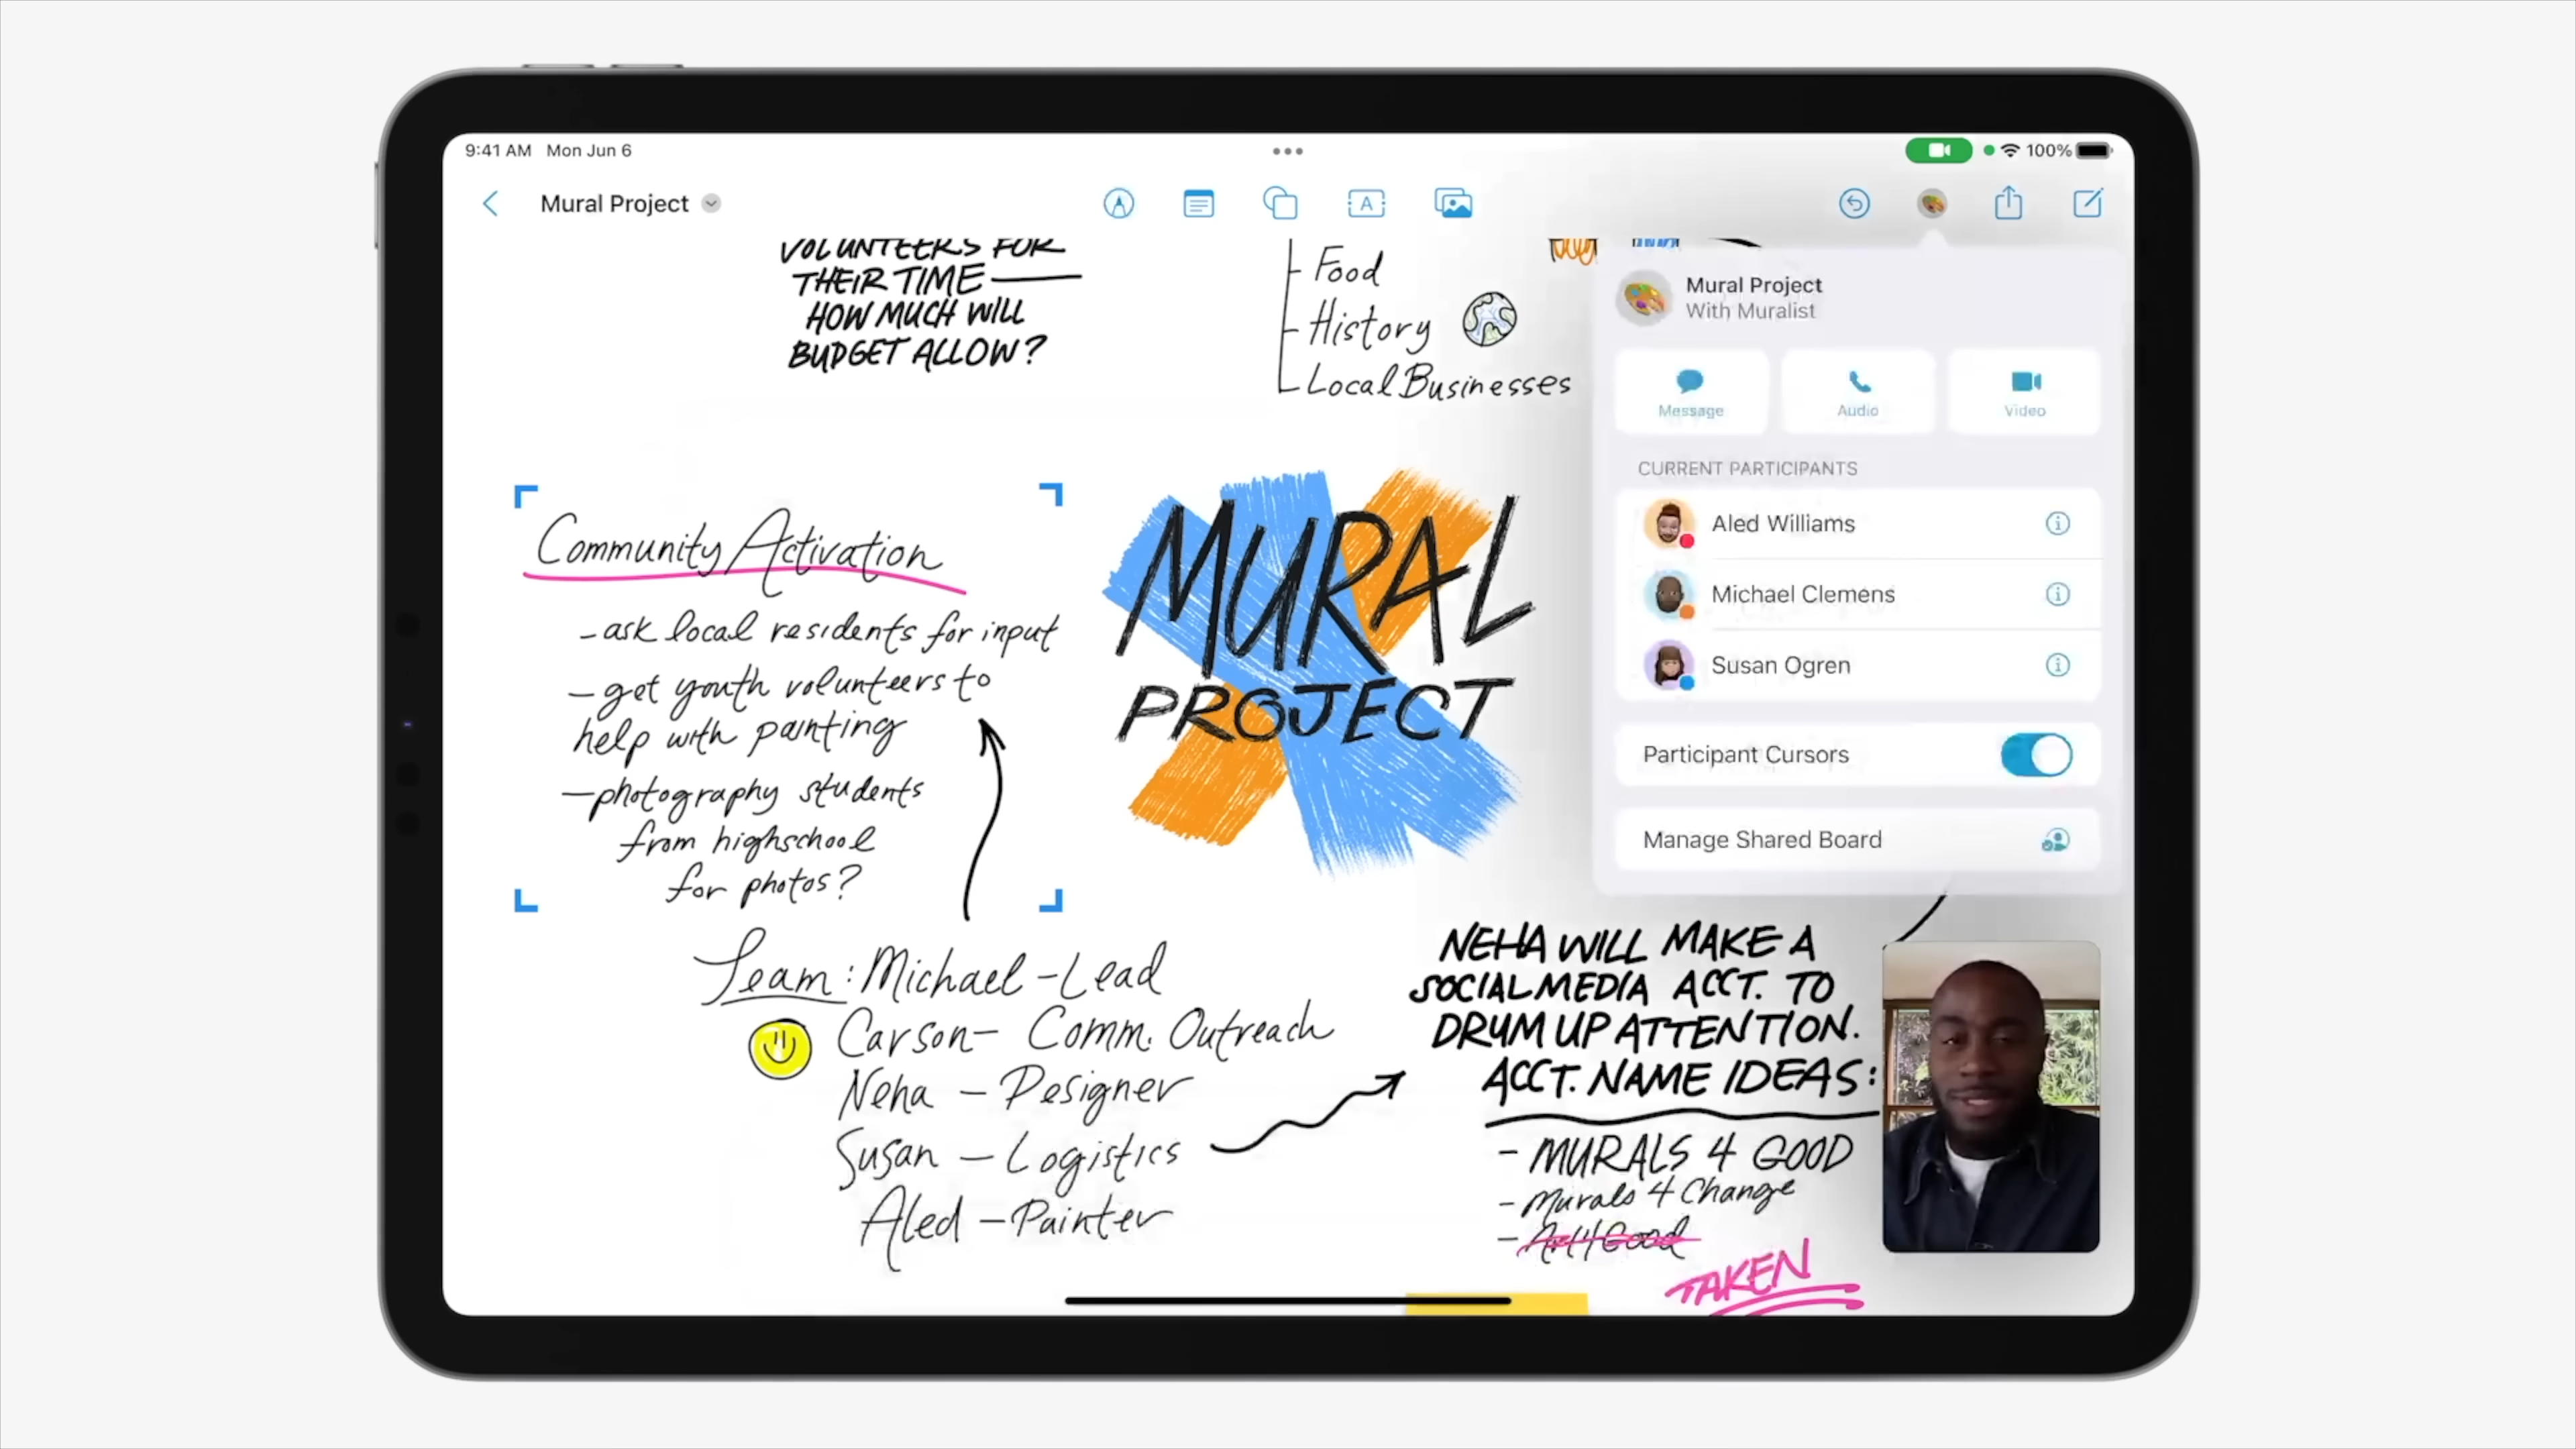 9:41 AM Mon Jun 6
100%
Mural Project
A
VOLUNTEERS FOR
THEIR TIME —
HOW MUCH WILL
BUDGET ALLOW?
- Food
- History
- Local Businesses
Community Activation
- ask local residents for input
- get youth volunteers to
help with painting
- photography students
from highschool
for photos?
MURAL
PROJECT
Team: Michael - Lead
Carson - Comm. Outreach
Neha - Designer
Susan - Logistics
Aled - Painter
NEHA WILL MAKE A
SOCIAL MEDIA ACCT. TO
DRUM UP ATTENTION.
ACCT. NAME IDEAS:
- MURALS 4 GOOD
- Murals 4 Change
- Art 4 Good
TAKEN
Mural Project
With Muralist
Message Audio Video
CURRENT PARTICIPANTS
Aled Williams
Michael Clemens
Susan Ogren
Participant Cursors
Manage Shared Board